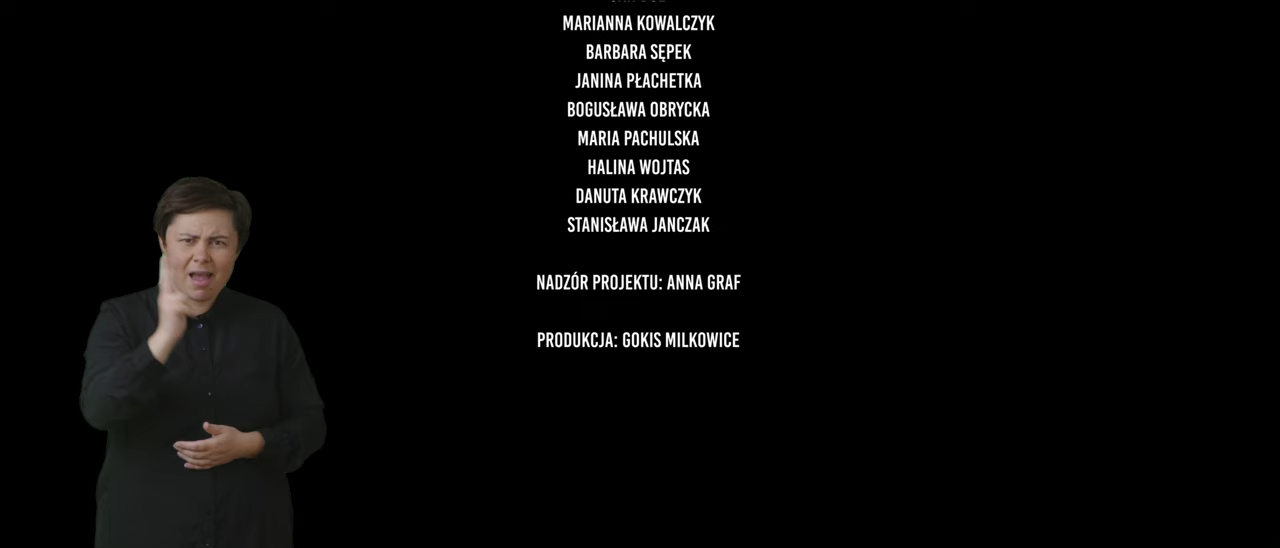 MARIANNA KOWALCZYK
BARBARA SĘPEK
JANINA PŁACHETKA
BOGUSŁAWA OBRYCKA
MARIA PACHULSKA
HALINA WOJTAS
DANUTA KRAWCZYK
STANISŁAWA JANCZAK
NADZÓR PROJEKTU: ANNA GRAF
PRODUKCJA: GOKIS MILKOWICE